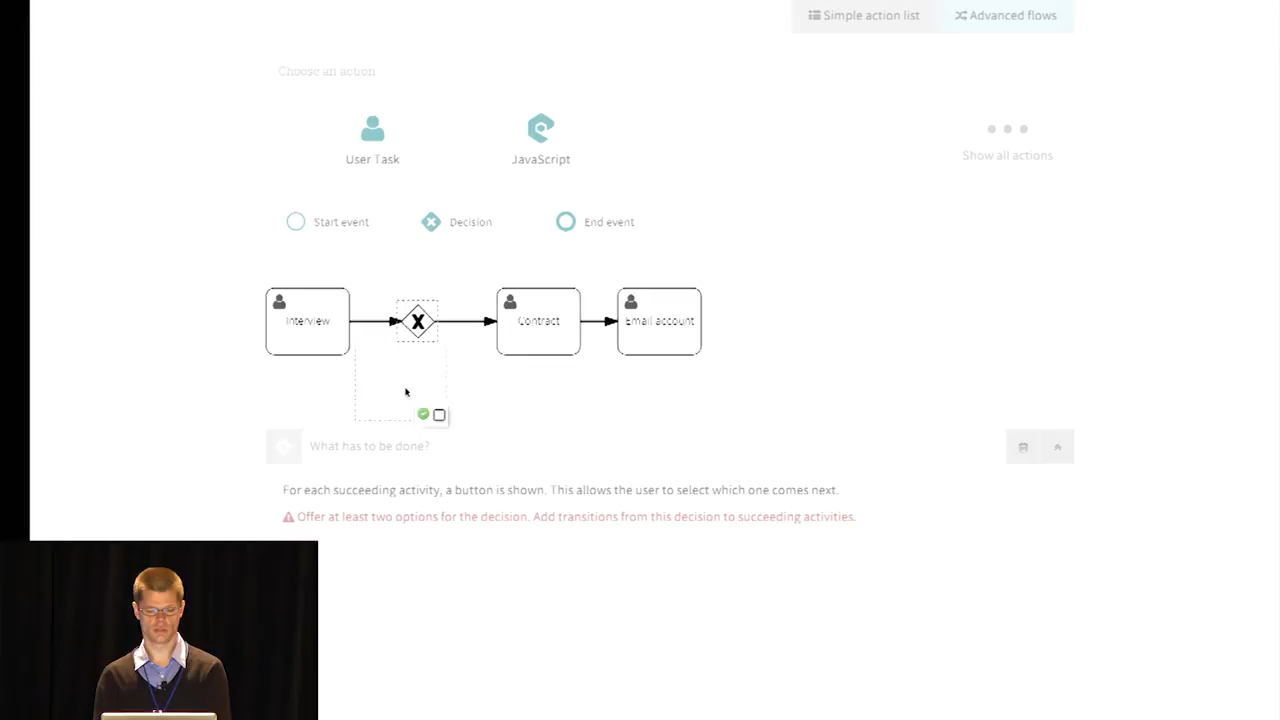 Simple action list
Advanced flows
Choose an action
User Task
JavaScript
Show all actions
Start event
Decision
End event
Interview
X
Contract
Email account
What has to be done?
For each succeeding activity, a button is shown. This allows the user to select which one comes next.
Offer at least two options for the decision. Add transitions from this decision to succeeding activities.